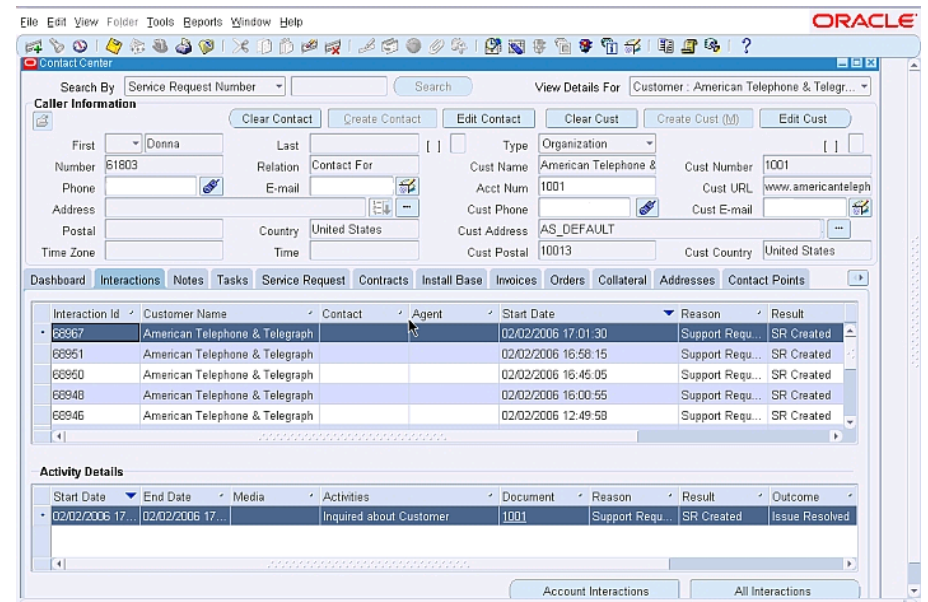 File Edit View Folder Tools Reports Window Help
ORACLE
Contact Center
Search By Service Request Number Search View Details For Customer : American Telephone & Telegr...
Caller Information
Clear Contact Create Contact Edit Contact Clear Cust Create Cust (M) Edit Cust
First Donna Last [ ] Type Organization [ ]
Number 61803 Relation Contact For Cust Name American Telephone & Cust Number 1001
Phone E-mail Acct Num 1001 Cust URL www.americanteleph
Address Cust Phone Cust E-mail
Postal Country United States Cust Address AS_DEFAULT
Time Zone Time Cust Postal 10013 Cust Country United States
Dashboard Interactions Notes Tasks Service Request Contracts Install Base Invoices Orders Collateral Addresses Contact Points
Interaction Id Customer Name Contact Agent Start Date Reason Result
68967 American Telephone & Telegraph 02/02/2006 17:01:30 Support Requ... SR Created
68951 American Telephone & Telegraph 02/02/2006 16:58:15 Support Requ... SR Created
68950 American Telephone & Telegraph 02/02/2006 16:45:05 Support Requ... SR Created
68948 American Telephone & Telegraph 02/02/2006 16:00:55 Support Requ... SR Created
68946 American Telephone & Telegraph 02/02/2006 12:49:58 Support Requ... SR Created
Activity Details
Start Date End Date Media Activities Document Reason Result Outcome
02/02/2006 17... 02/02/2006 17... Inquired about Customer 1001 Support Requ... SR Created Issue Resolved
Account Interactions All Interactions